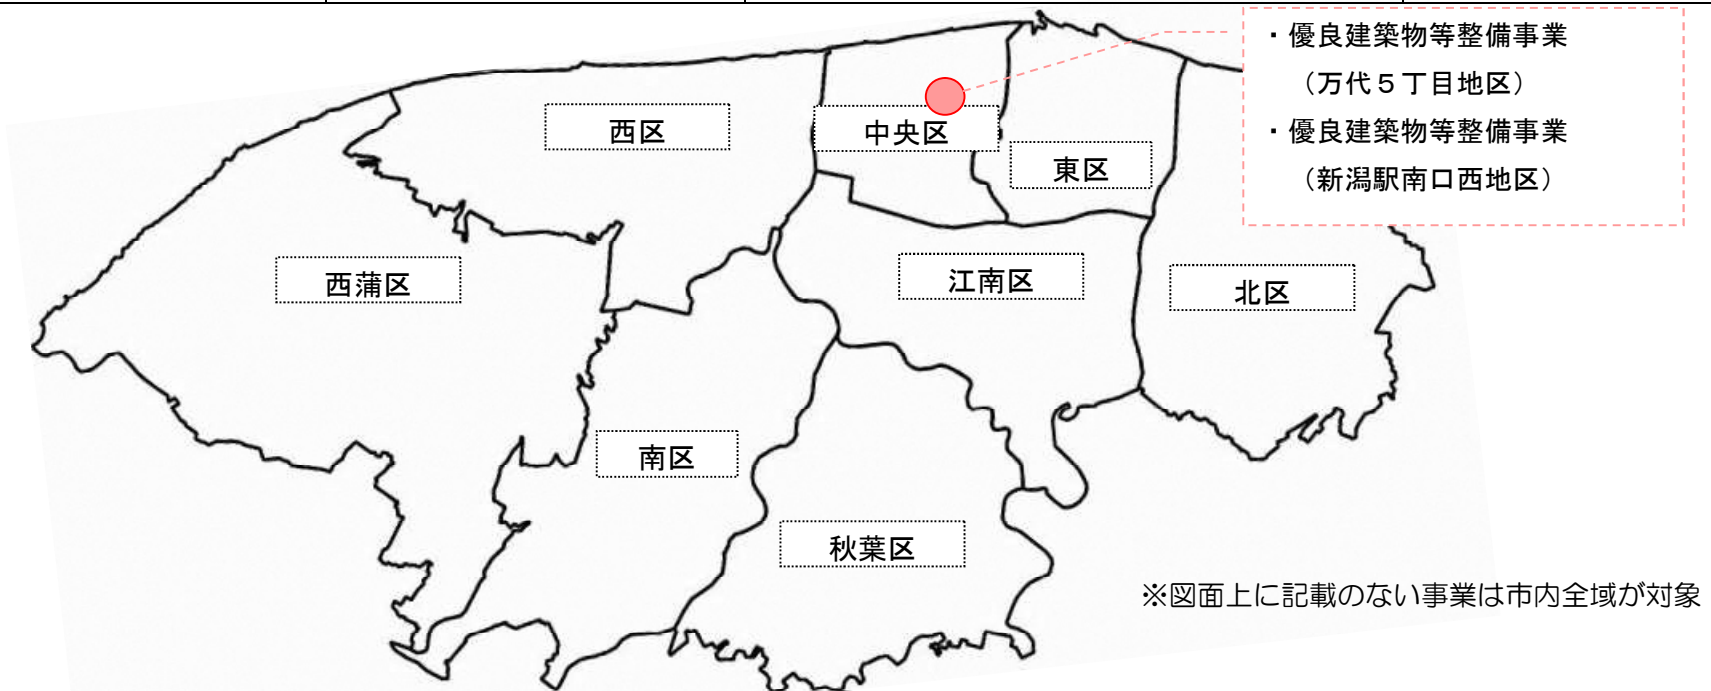 ・優良建築物等整備事業
（万代５丁目地区）
・優良建築物等整備事業
（新潟駅南口西地区）
西区
中央区
東区
西蒲区
江南区
北区
南区
秋葉区
※図面上に記載のない事業は市内全域が対象